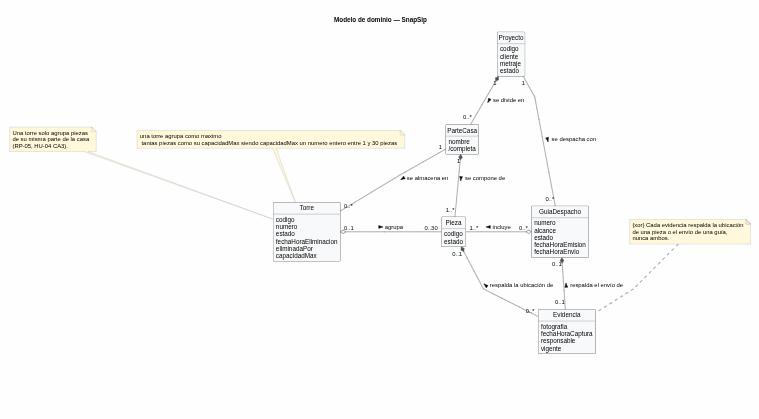 Modelo de dominio — SnapSip
Proyecto
codigo
cliente
metraje
estado
1
1
se divide en
0..*
ParteCasa
nombre
/completa
se despacha con
Una torre solo agrupa piezas
de su misma parte de la casa
(RP-05, HU-04 CA3).
una torre agrupa como maximo
tantas piezas como su capacidadMax siendo capacidadMax un numero entero entre 1 y 30 piezas
1
1
se almacena en
se compone de
0..*
1..*
0..*
Torre
codigo
numero
estado
fechaHoraEliminacion
eliminadaPor
capacidadMax
0..1
agrupa
0..30
Pieza
codigo
estado
1..*
incluye
0..*
GuiaDespacho
numero
alcance
estado
fechaHoraEmision
fechaHoraEnvio
{xor} Cada evidencia respalda la ubicación
de una pieza o el envío de una guía,
nunca ambos.
0..1
0..1
respalda la ubicación de
respalda el envío de
0..*
0..1
Evidencia
fotografia
fechaHoraCaptura
responsable
vigente